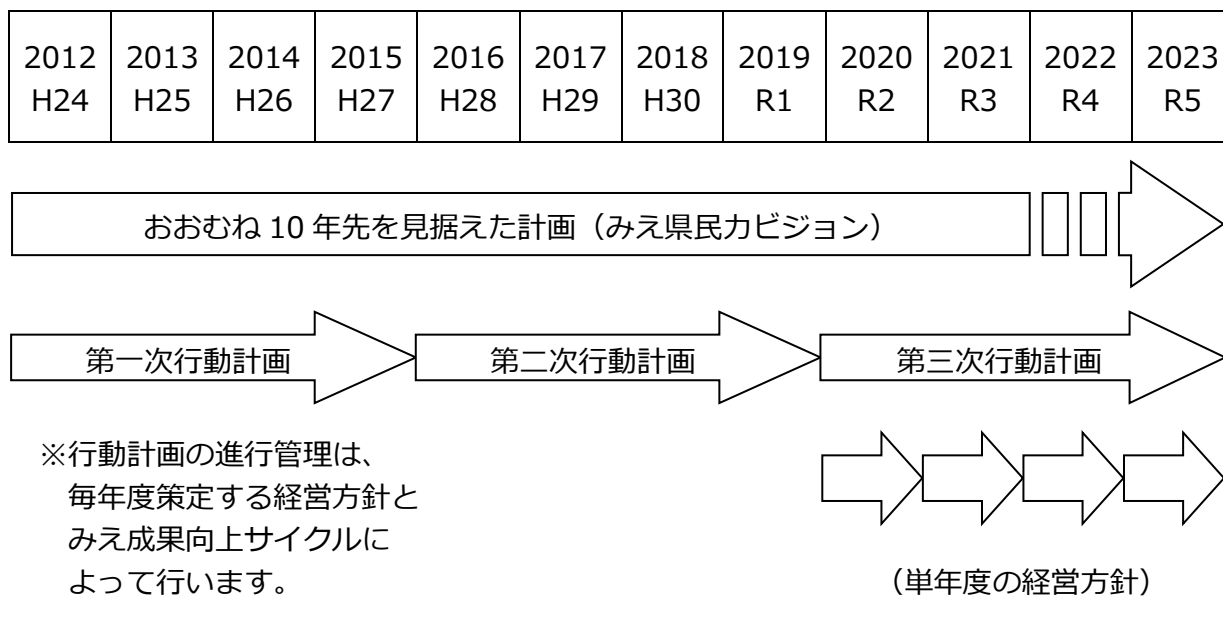 2012 2013 2014 2015 2016 2017 2018 2019 2020 2021 2022 2023
H24 H25 H26 H27 H28 H29 H30 R1 R2 R3 R4 R5
おおむね 10 年先を見据えた計画（みえ県民力ビジョン）
第一次行動計画 第二次行動計画 第三次行動計画
※行動計画の進行管理は、
毎年度策定する経営方針と
みえ成果向上サイクルに
よって行います。
（単年度の経営方針）